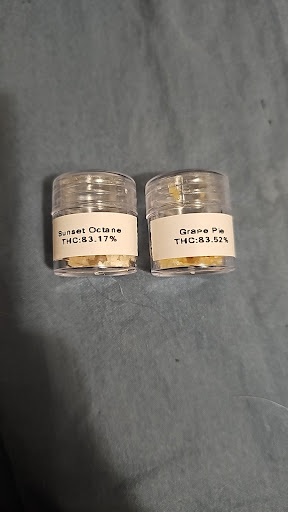 Sunset Octane
THC:83.17%
Grape Pie
THC:83.52%